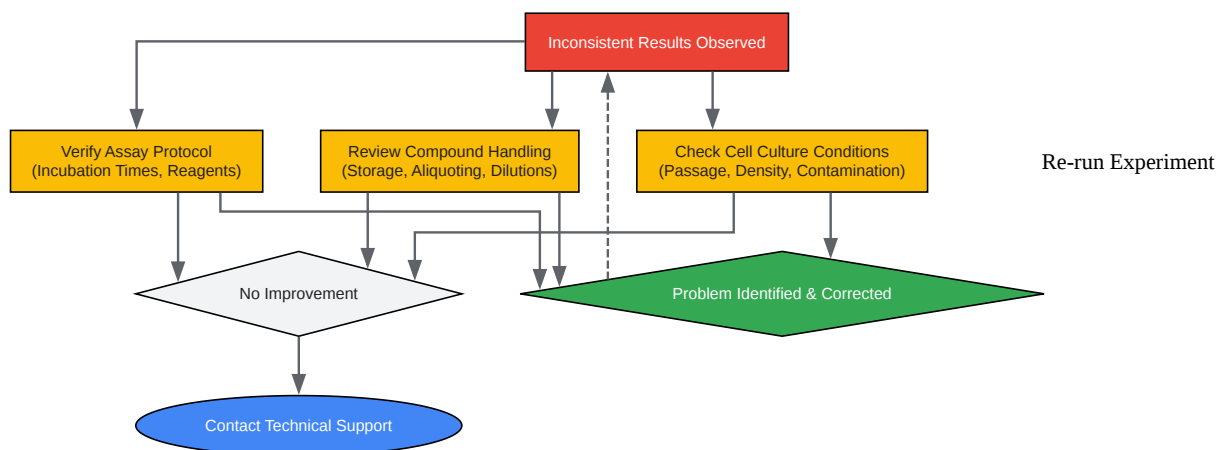 Inconsistent Results Observed
Verify Assay Protocol
(Incubation Times, Reagents)
Review Compound Handling
(Storage, Aliquoting, Dilutions)
Check Cell Culture Conditions
(Passage, Density, Contamination)
Re-run Experiment
No Improvement
Problem Identified & Corrected
Contact Technical Support